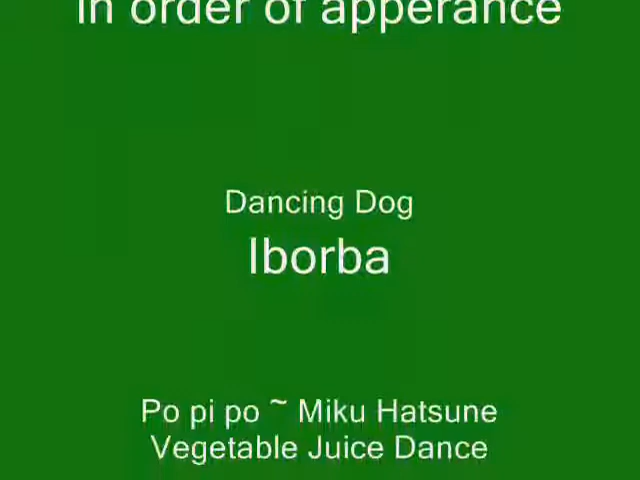 in order of apperance
Dancing Dog
Iborba
Po pi po ~ Miku Hatsune
Vegetable Juice Dance